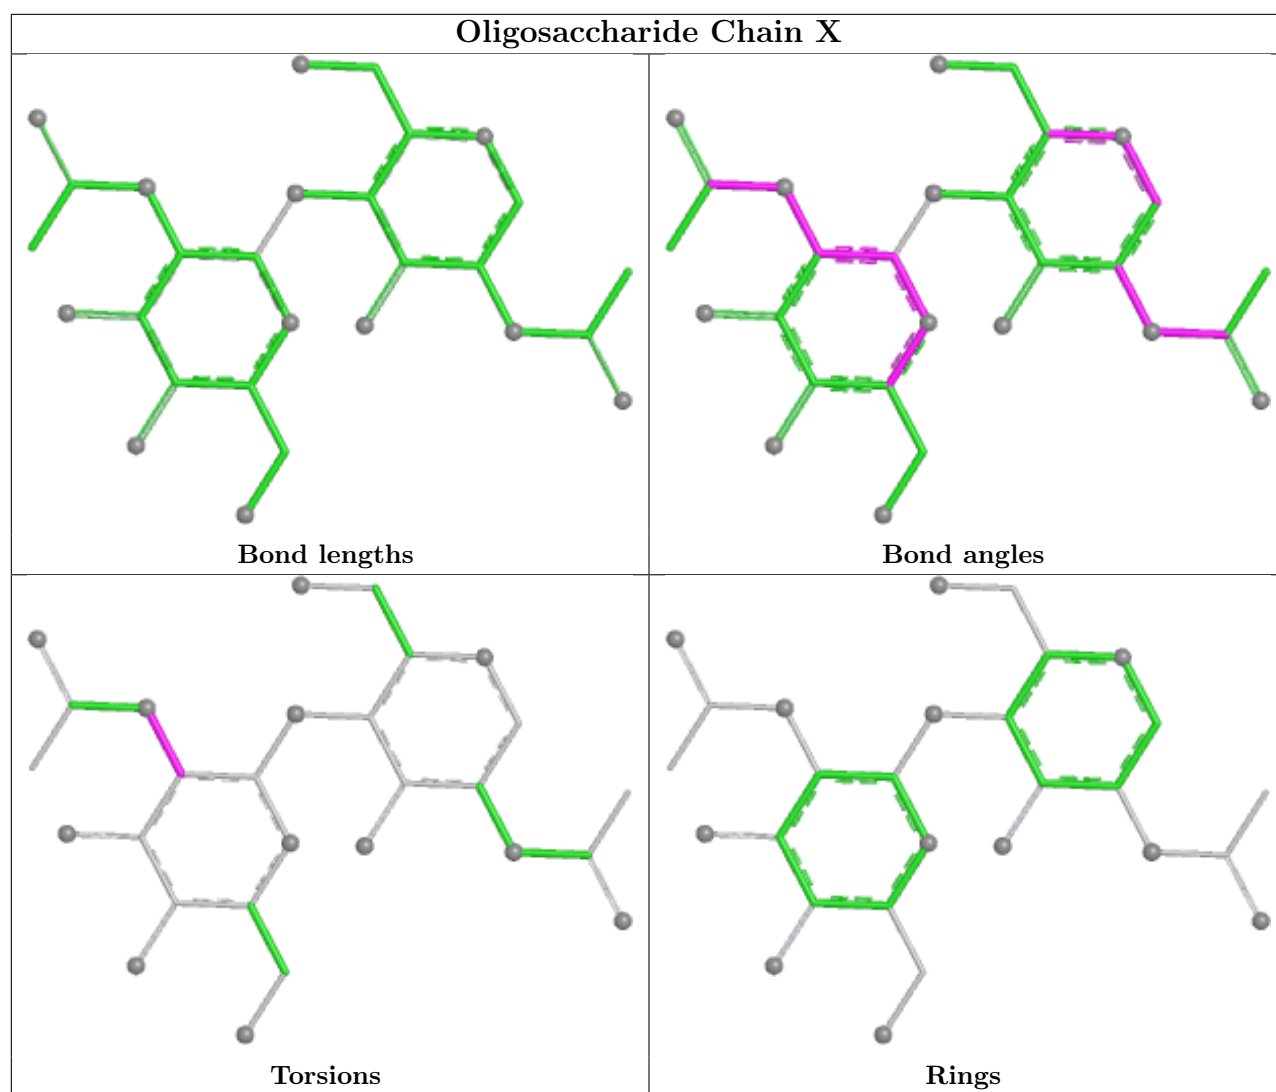 Oligosaccharide Chain X
Bond lengths
Bond angles
Torsions
Rings